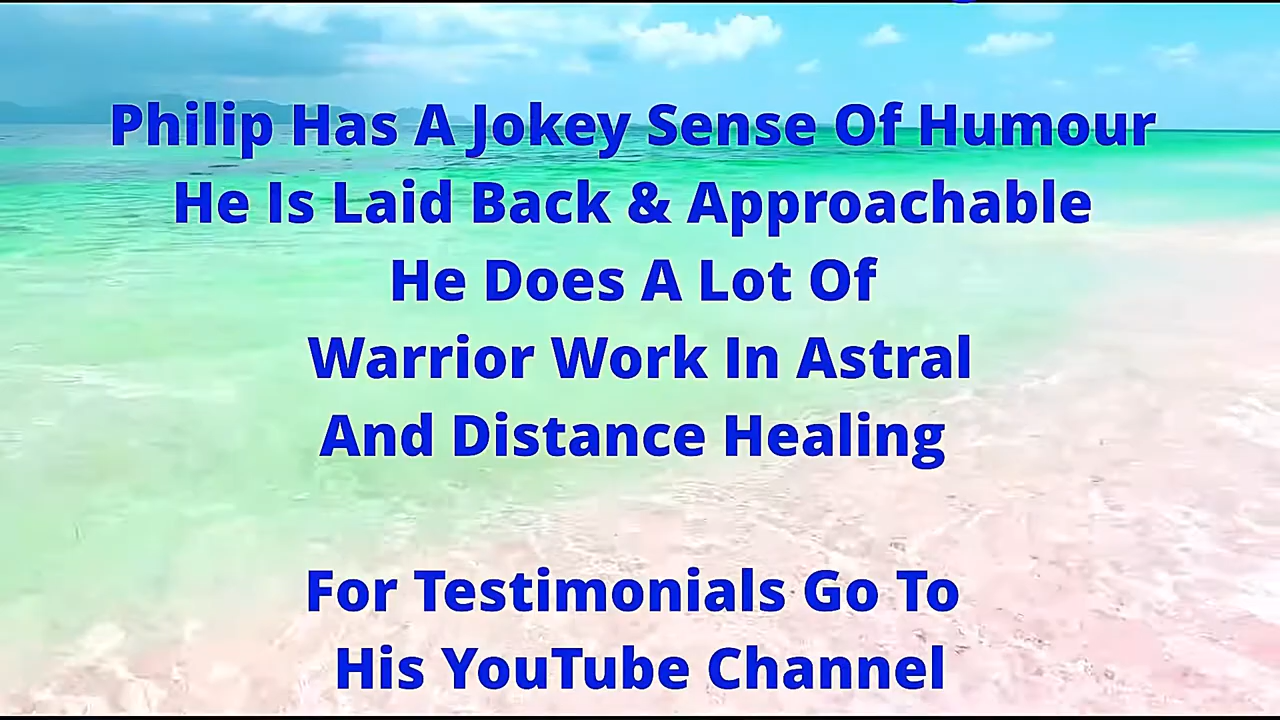 Philip Has A Jokey Sense Of Humour
He Is Laid Back & Approachable
He Does A Lot Of
Warrior Work In Astral
And Distance Healing
For Testimonials Go To
His YouTube Channel